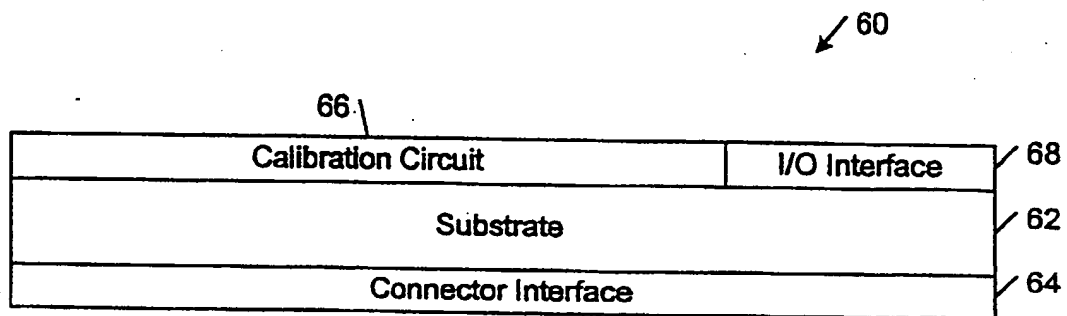 60
66
Calibration Circuit
I/O Interface
68
Substrate
62
Connector Interface
64